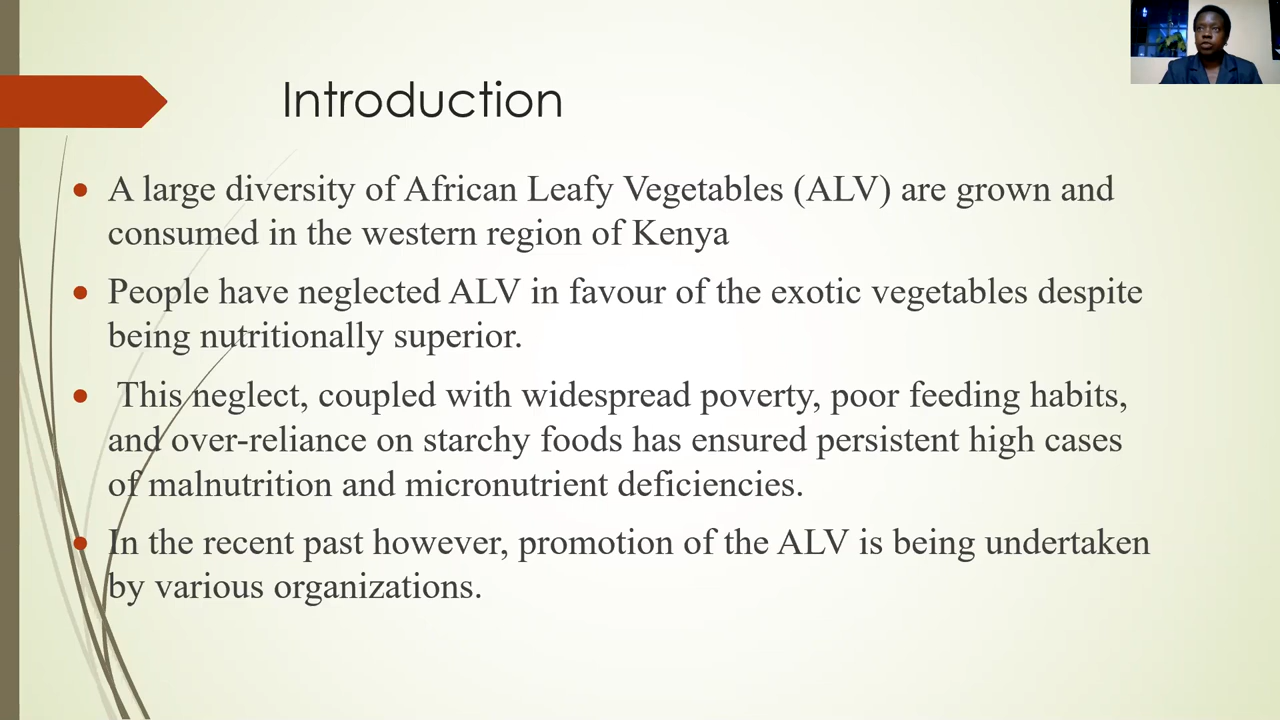 Introduction
A large diversity of African Leafy Vegetables (ALV) are grown and
consumed in the western region of Kenya
People have neglected ALV in favour of the exotic vegetables despite
being nutritionally superior.
This neglect, coupled with widespread poverty, poor feeding habits,
and over-reliance on starchy foods has ensured persistent high cases
of malnutrition and micronutrient deficiencies.
In the recent past however, promotion of the ALV is being undertaken
by various organizations.